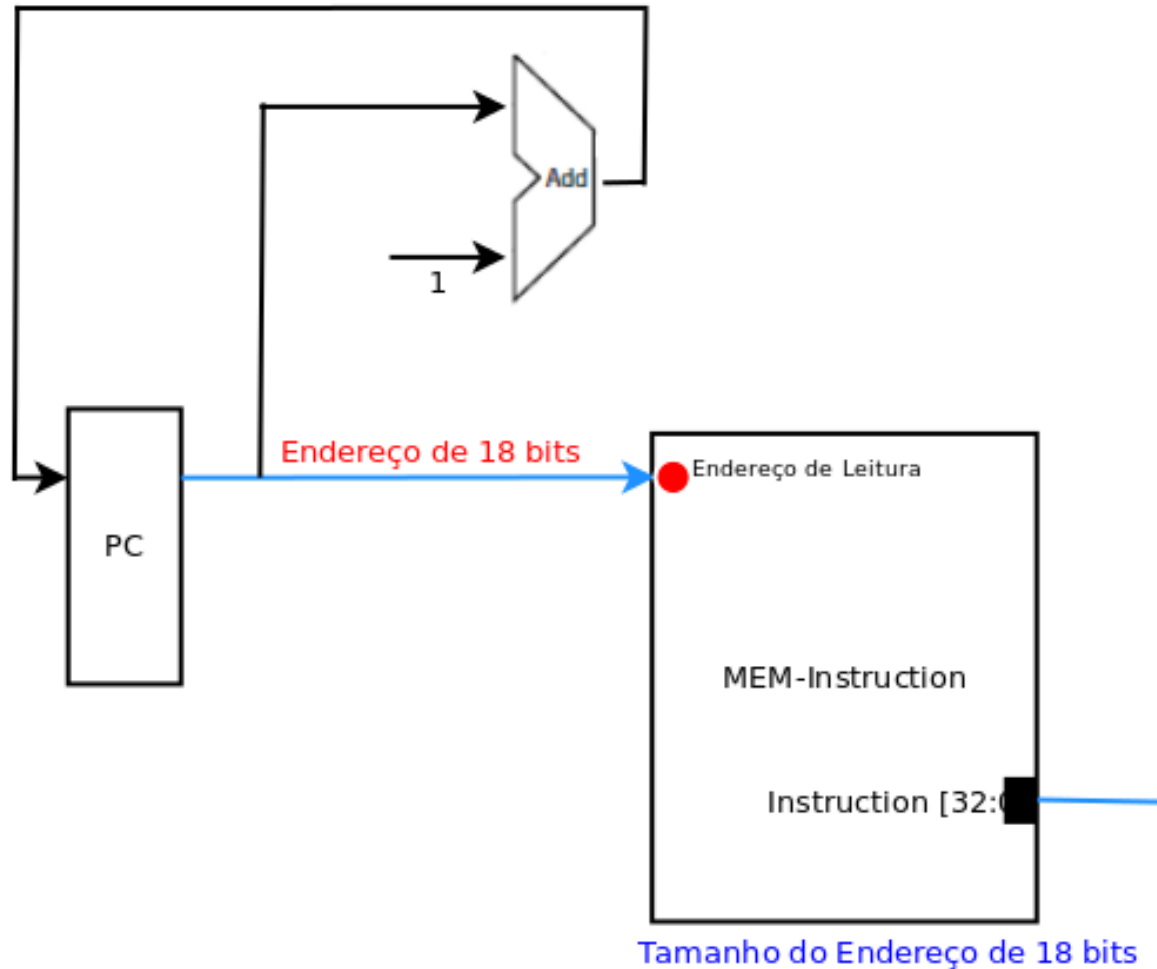 Add
1
Endereço de 18 bits
Endereço de Leitura
PC
MEM-Instruction
Instruction [32:
Tamanho do Endereço de 18 bits